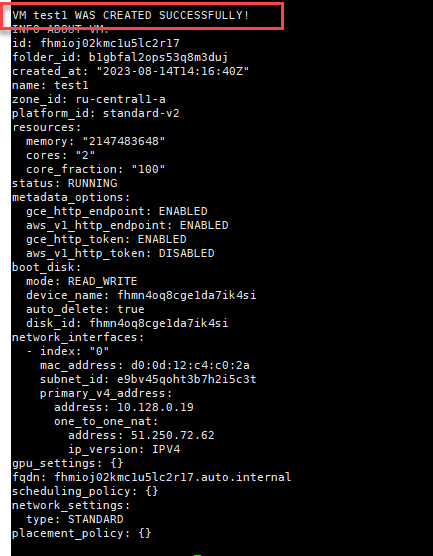 VM test1 WAS CREATED SUCCESSFULLY!
INFO ABOUT VM:
id: fhmioj02kmc1u5lc2r17
folder_id: b1gbfal2ops53q8m3duj
created_at: "2023-08-14T14:16:40Z"
name: test1
zone_id: ru-central1-a
platform_id: standard-v2
resources:
  memory: "2147483648"
  cores: "2"
  core_fraction: "100"
status: RUNNING
metadata_options:
  gce_http_endpoint: ENABLED
  aws_v1_http_endpoint: ENABLED
  gce_http_token: ENABLED
  aws_v1_http_token: DISABLED
boot_disk:
  mode: READ_WRITE
  device_name: fhmn4oq8cge1da7ik4si
  auto_delete: true
  disk_id: fhmn4oq8cge1da7ik4si
network_interfaces:
  - index: "0"
    mac_address: d0:0d:12:c4:c0:2a
    subnet_id: e9bv45qoht3b7h2i5c3t
    primary_v4_address:
      address: 10.128.0.19
      one_to_one_nat:
        address: 51.250.72.62
        ip_version: IPV4
gpu_settings: {}
fqdn: fhmioj02kmc1u5lc2r17.auto.internal
scheduling_policy: {}
network_settings:
  type: STANDARD
placement_policy: {}